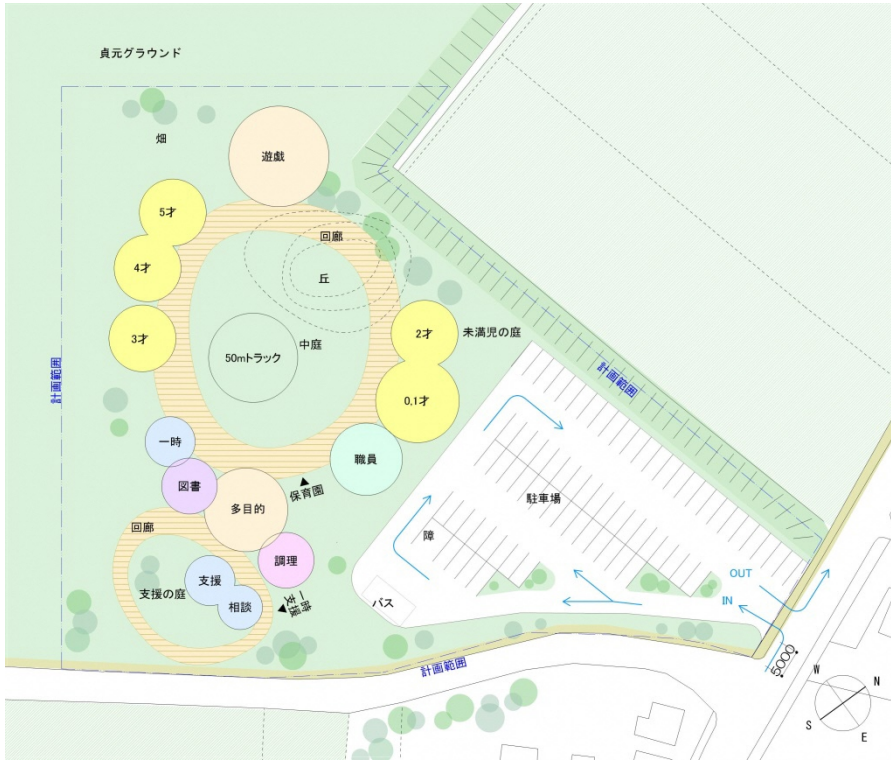 貞元グラウンド
畑
遊戯
5才
回廊
4才
丘
3才
2才
未満児の庭
中庭
50mトラック
計画範囲
計画範囲
0,1才
一時
職員
図書
保育園
多目的
駐車場
回廊
障
調理
支援
OUT
支援の庭
相談
一時
支援
バス
IN
計画範囲
5000
W
N
S
E